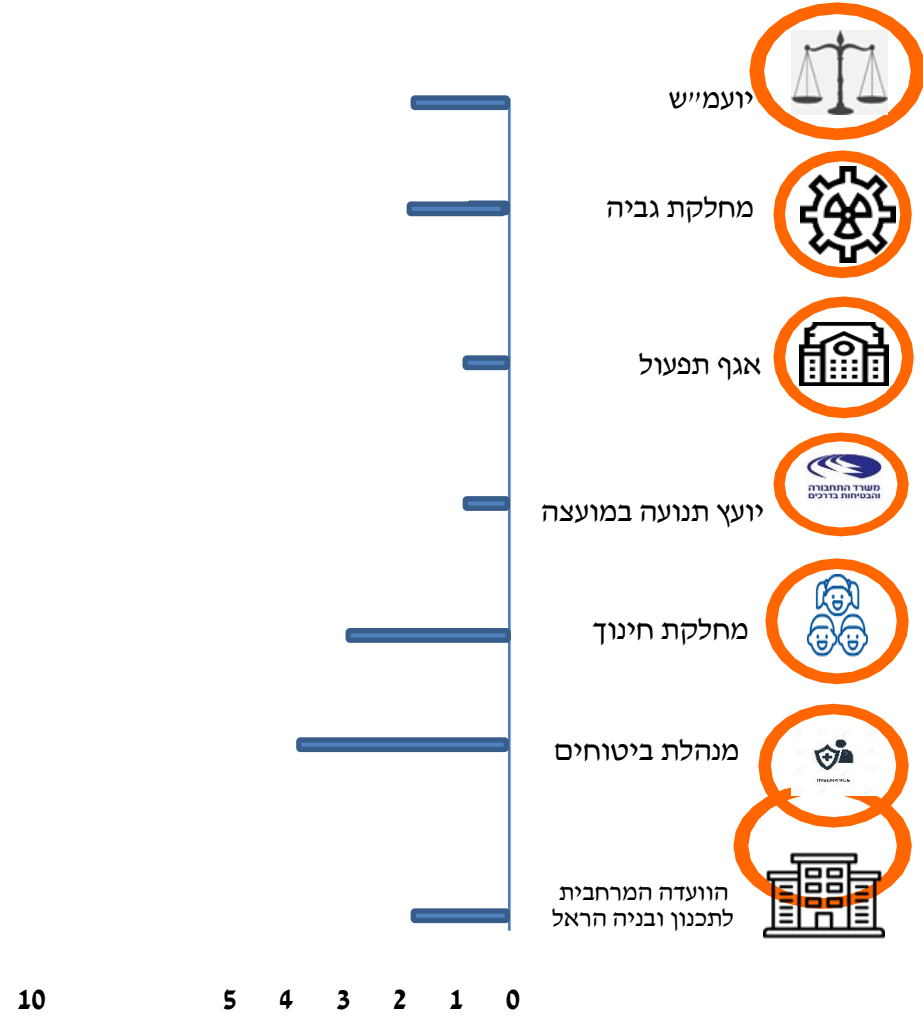 יועמ״ש
מחלקת גביה
אגף תפעול
משרד התחבורה
והבטיחות בדרכים
יועץ תנועה במועצה
מחלקת חינוך
מנהלת ביטוחים
INSURANCE
הוועדה המרחבית
לתכנון ובניה הראל
10 5 4 3 2 1 0